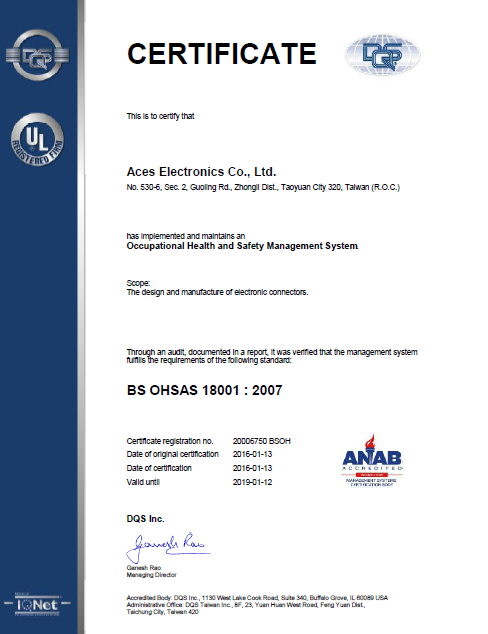 DQS
UL
REGISTERED FIRM
CERTIFICATE
DQS
This is to certify that
Aces Electronics Co., Ltd.
No. 530-6, Sec. 2, Guoling Rd., Zhongli Dist., Taoyuan City 320, Taiwan (R.O.C.)
has implemented and maintains an
Occupational Health and Safety Management System.
Scope:
The design and manufacture of electronic connectors.
Through an audit, documented in a report, it was verified that the management system
fulfills the requirements of the following standard:
BS OHSAS 18001 : 2007
Certificate registration no. 20006750 BSOH
Date of original certification 2016-01-13
Date of certification 2016-01-13
Valid until 2019-01-12
ANAB
ACCREDITED
MANAGEMENT SYSTEMS
CERTIFICATION BODY
DQS Inc.
Ganesh Rao
Ganesh Rao
Managing Director
IQNet
Accredited Body: DQS Inc., 1130 West Lake Cook Road, Suite 340, Buffalo Grove, IL 60089 USA
Administrative Office: DQS Taiwan Inc., 8F, 23, Yuan Huan West Road, Feng Yuan Dist.,
Taichung City, Taiwan 420